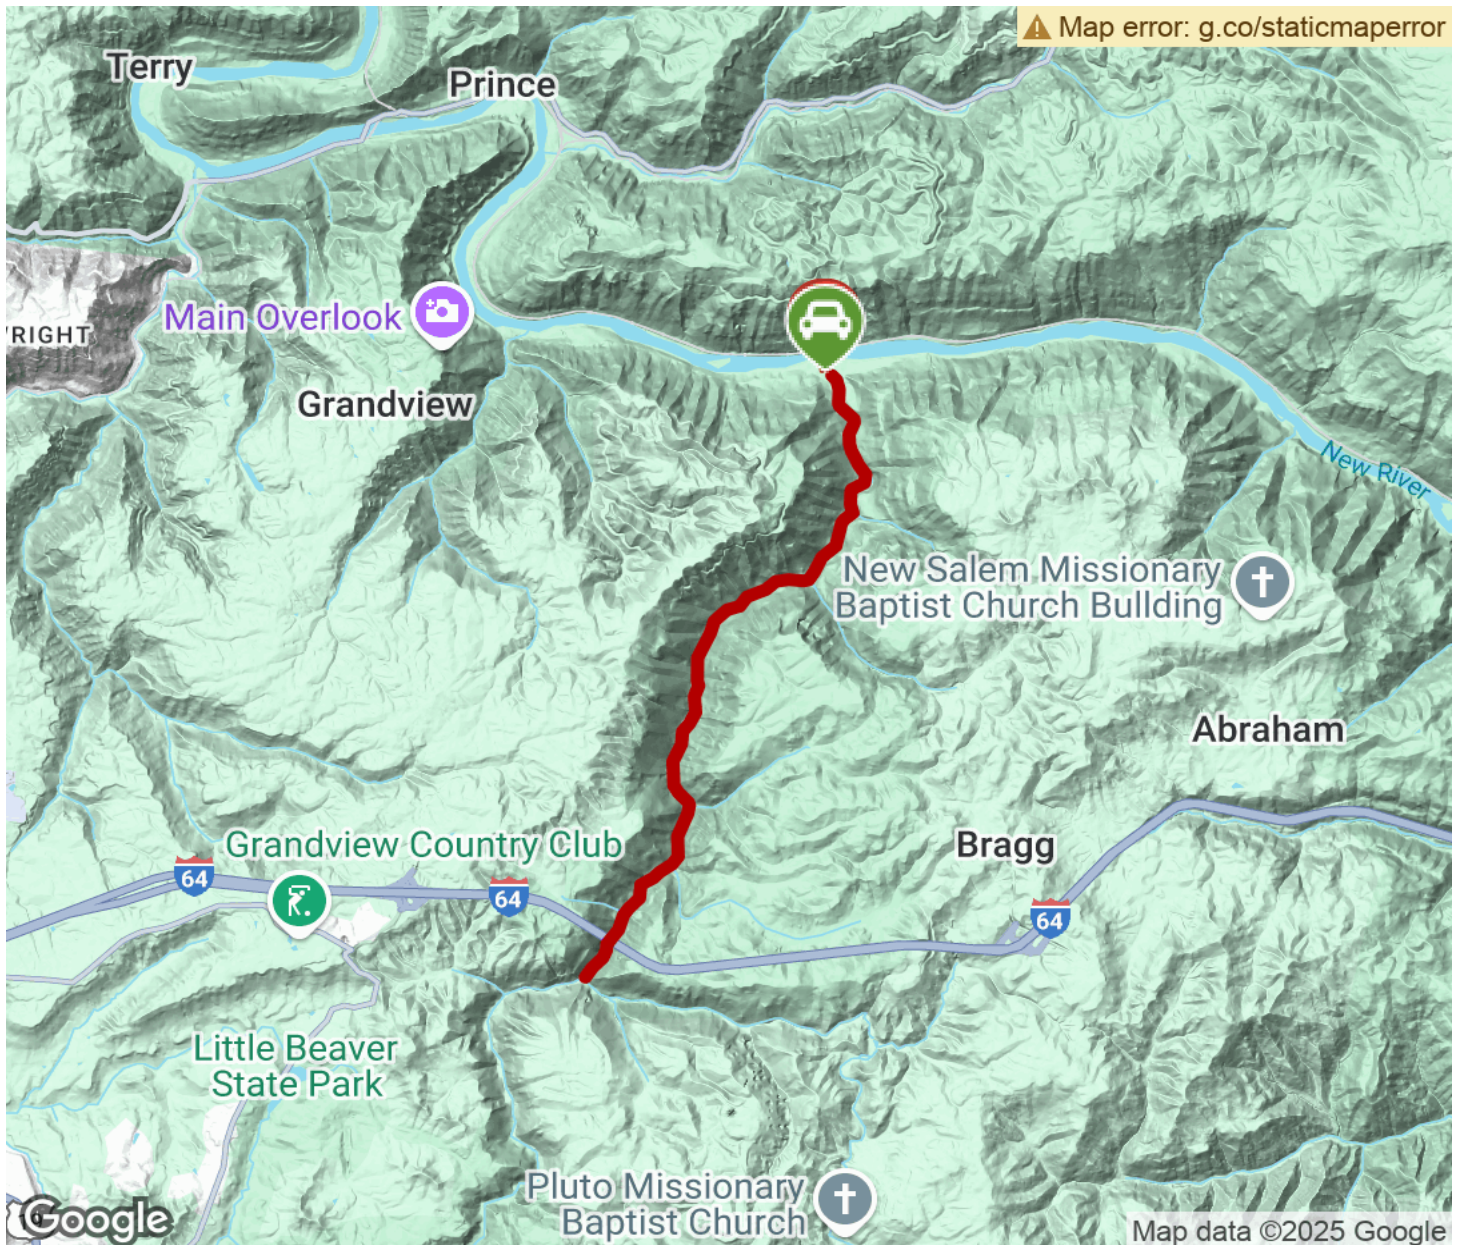 Map error: g.co/staticmaperror
Terry
Prince
Main Overlook
RIGHT
Grandview
New River
New Salem Missionary
Baptist Church Bullding
Abraham
Grandview Country Club
Bragg
64
64
64
Little Beaver
State Park
Pluto Missionary
Baptist Church
Google
Map data ©2025 Google